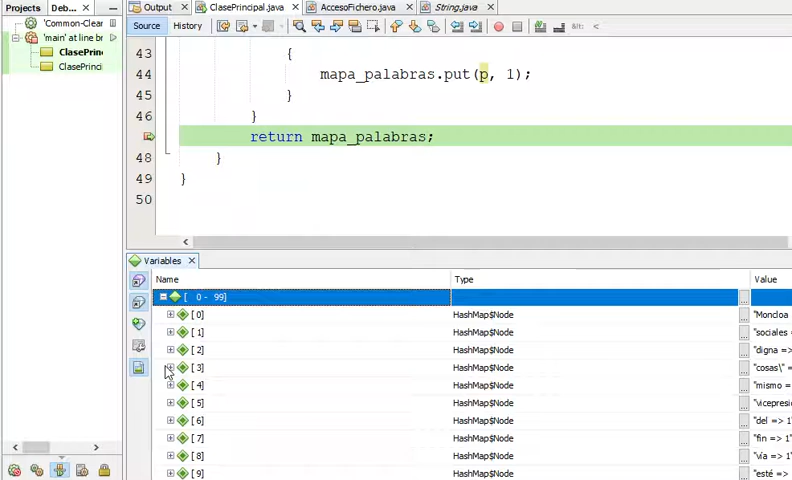 Projects Deb...
'Common-Clear
'main' at line br
ClasePrin
ClasePrinci
Output ClasePrincipal.java AccesoFichero.java String.java
Source History
43 {
44 mapa_palabras.put(p, 1);
45 }
46 }
return mapa_palabras;
48 }
49 }
50
Variables
Name Type Value
[ 0 - 99]
[ 0] HashMap$Node ... "Moncloa
[ 1] HashMap$Node ... "sociales =
[ 2] HashMap$Node ... "digna =>
[ 3] HashMap$Node ... "cosas\" =
[ 4] HashMap$Node ... "mismo =
[ 5] HashMap$Node ... "vicepresi
[ 6] HashMap$Node ... "del => 1"
[ 7] HashMap$Node ... "fin => 1"
[ 8] HashMap$Node ... "vía => 1"
[ 9] HashMap$Node ... "esté => 1